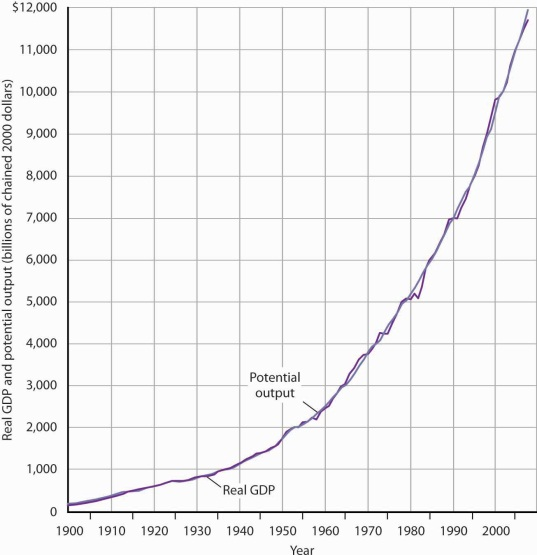 Real GDP and potential output (billions of chained 2000 dollars)
$12,000
11,000
10,000
9,000
8,000
7,000
6,000
5,000
4,000
3,000
2,000
1,000
0
Potential
output
Real GDP
1900 1910 1920 1930 1940 1950 1960 1970 1980 1990 2000
Year